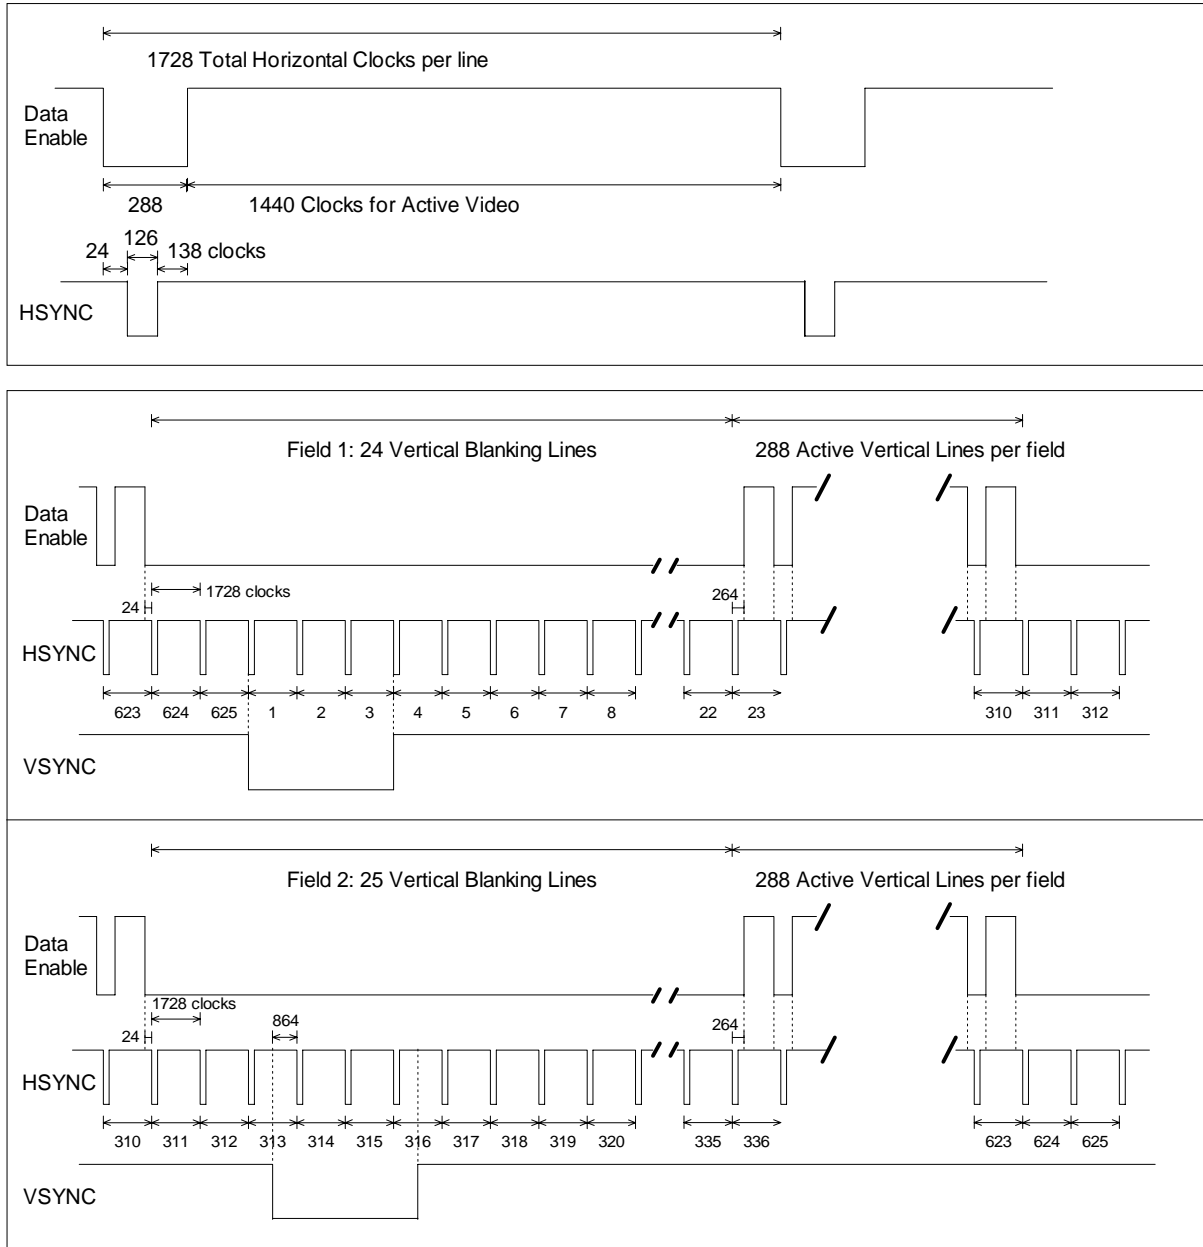 1728 Total Horizontal Clocks per line
Data
Enable
288
1440 Clocks for Active Video
126
24
138 clocks
HSYNC
Field 1: 24 Vertical Blanking Lines
288 Active Vertical Lines per field
Data
Enable
1728 clocks
24
264
HSYNC
623 624 625 1 2 3 4 5 6 7 8 22 23 310 311 312
VSYNC
Field 2: 25 Vertical Blanking Lines
288 Active Vertical Lines per field
Data
Enable
1728 clocks
864
24
264
HSYNC
310 311 312 313 314 315 316 317 318 319 320 335 336 623 624 625
VSYNC